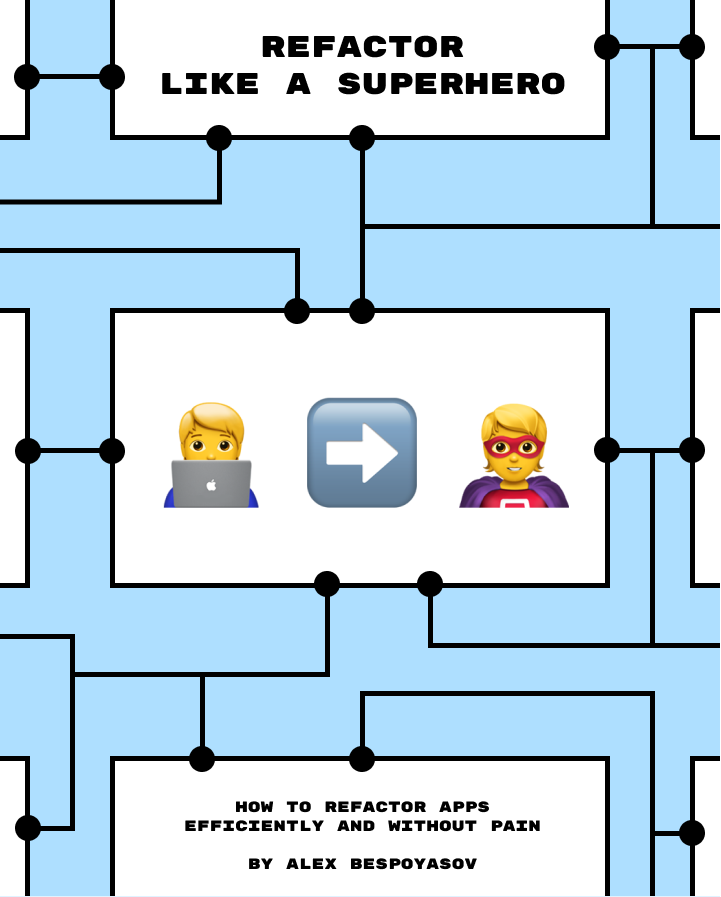 REFACTOR
LIKE A SUPERHERO
HOW TO REFACTOR APPS
EFFICIENTLY AND WITHOUT PAIN
BY ALEX BESPOYASOV